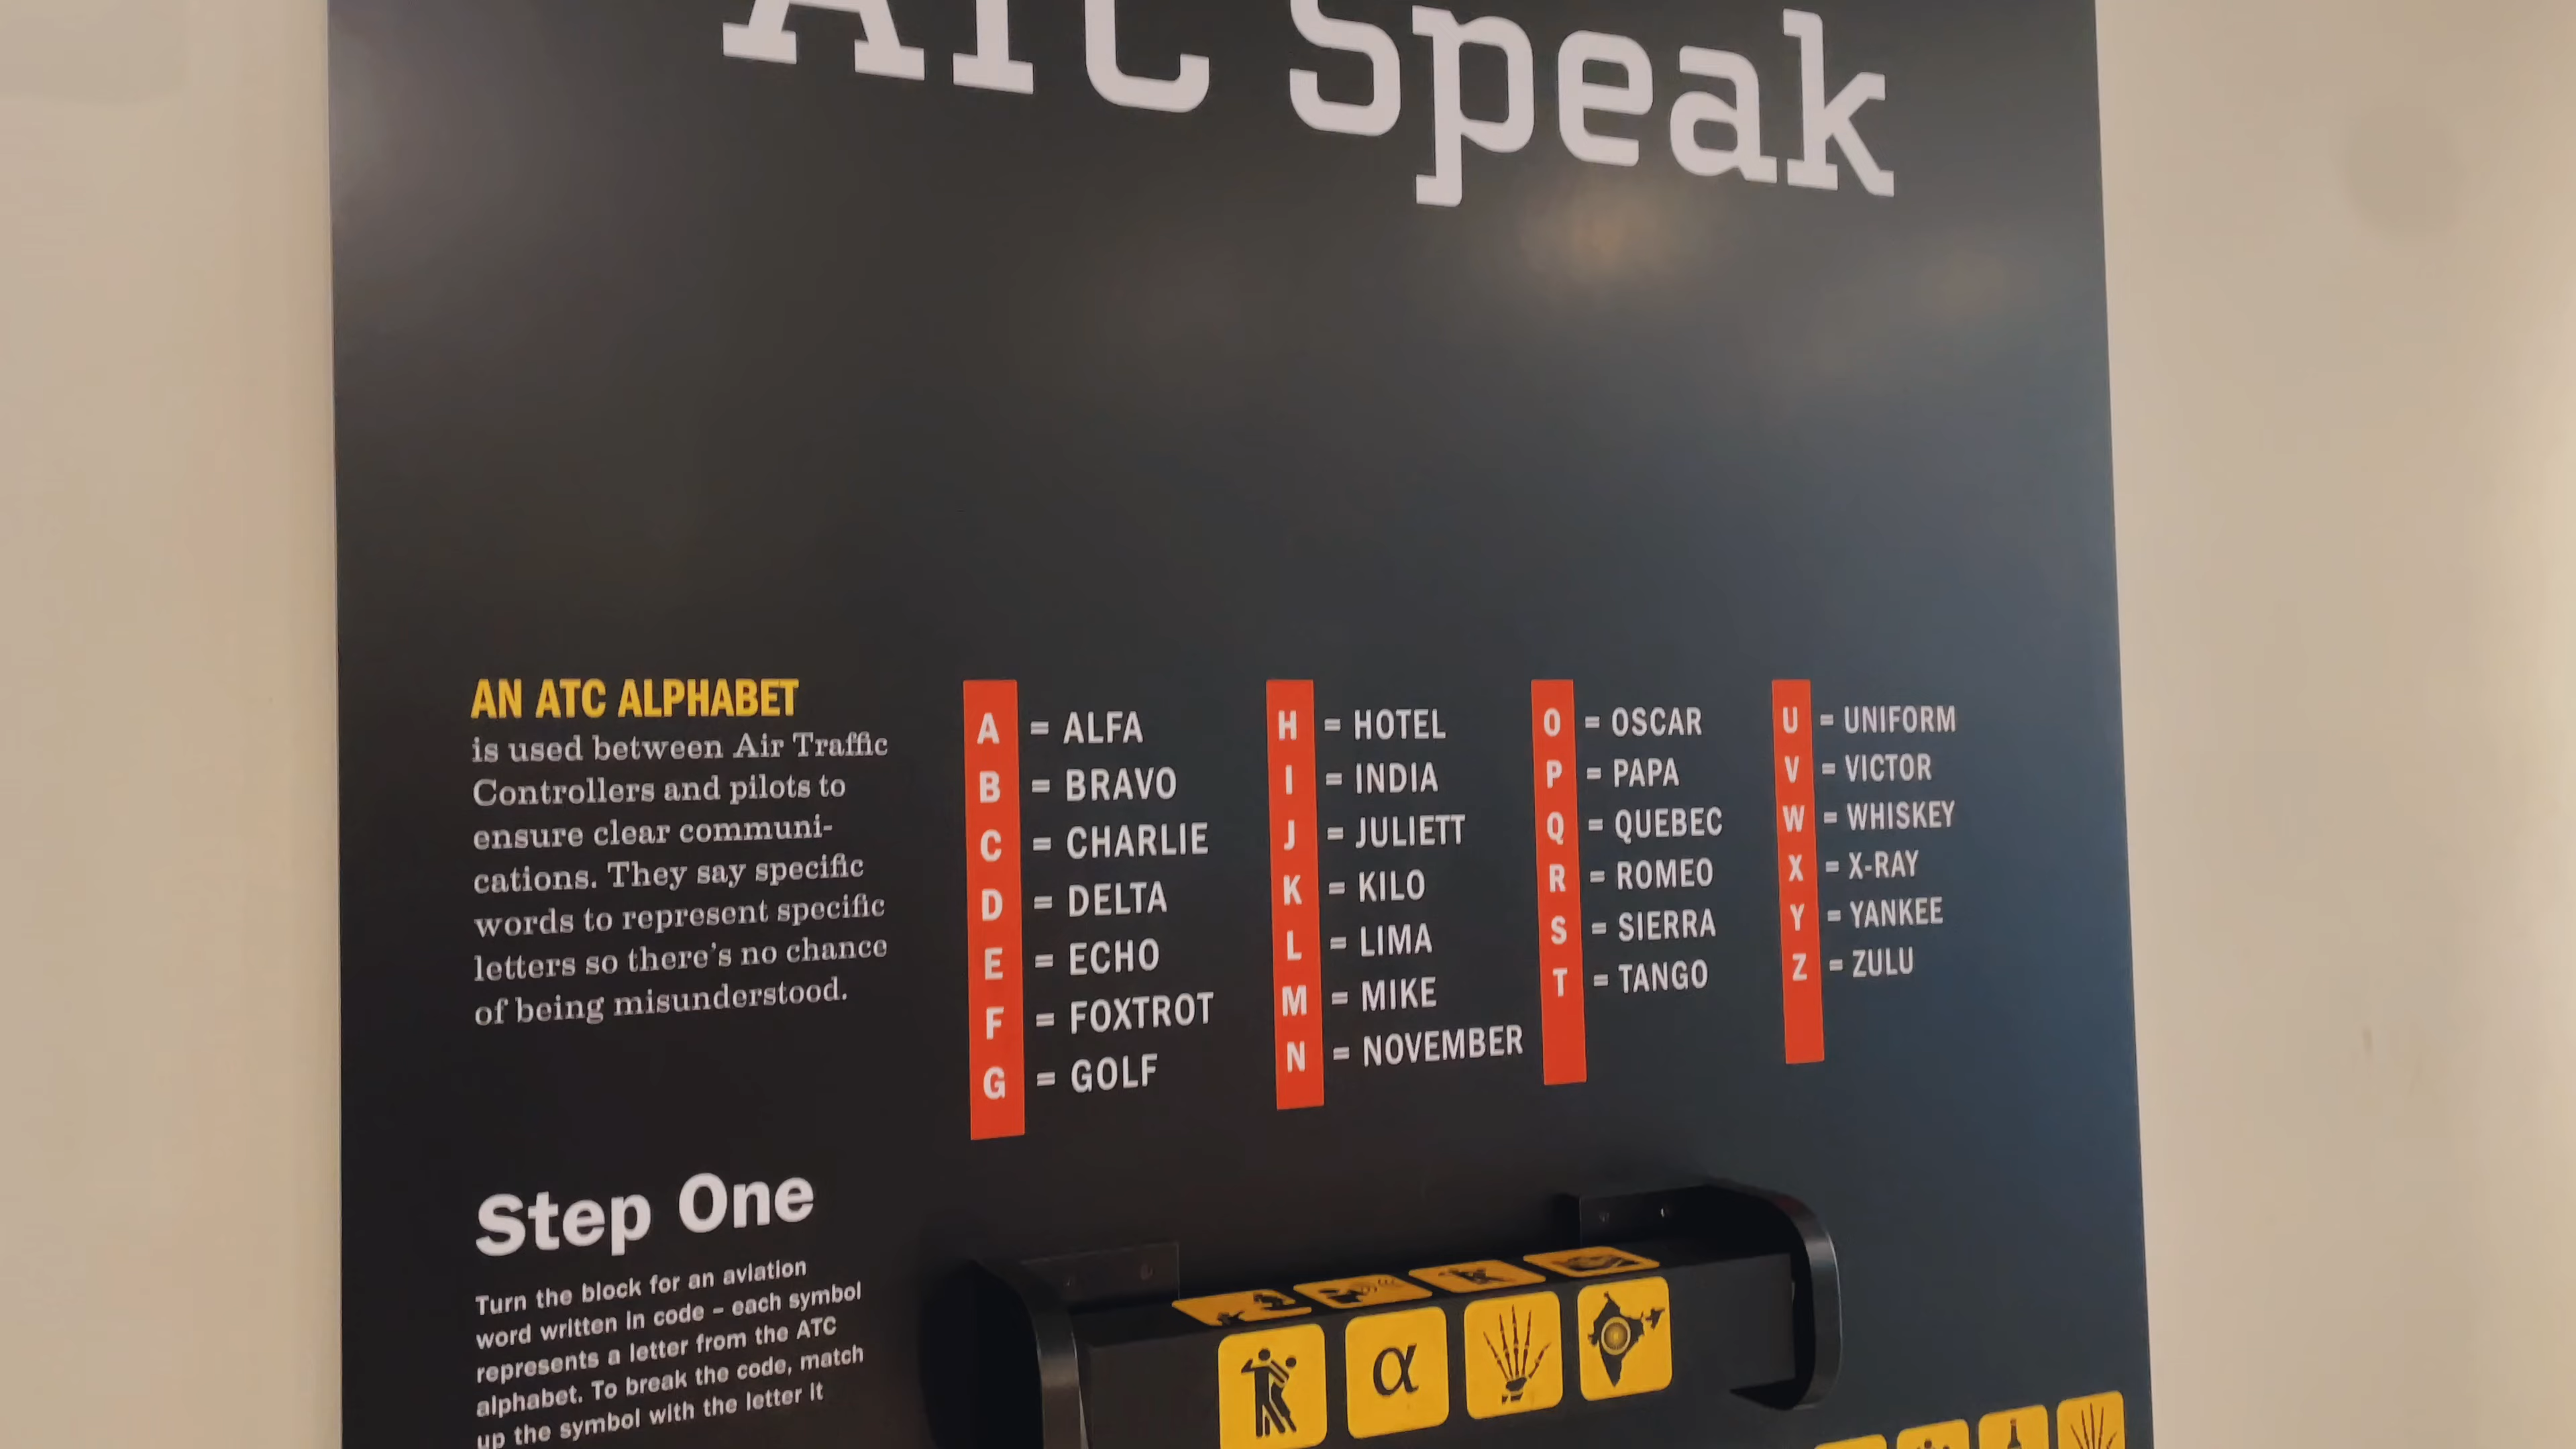 ATC Speak
AN ATC ALPHABET
is used between Air Traffic
Controllers and pilots to
ensure clear communi-
cations. They say specific
words to represent specific
letters so there's no chance
of being misunderstood.
A = ALFA
B = BRAVO
C = CHARLIE
D = DELTA
E = ECHO
F = FOXTROT
G = GOLF
H = HOTEL
I = INDIA
J = JULIETT
K = KILO
L = LIMA
M = MIKE
N = NOVEMBER
O = OSCAR
P = PAPA
Q = QUEBEC
R = ROMEO
S = SIERRA
T = TANGO
U = UNIFORM
V = VICTOR
W = WHISKEY
X = X-RAY
Y = YANKEE
Z = ZULU
Step One
Turn the block for an aviation
word written in code – each symbol
represents a letter from the ATC
alphabet. To break the code, match
up the symbol with the letter it
α